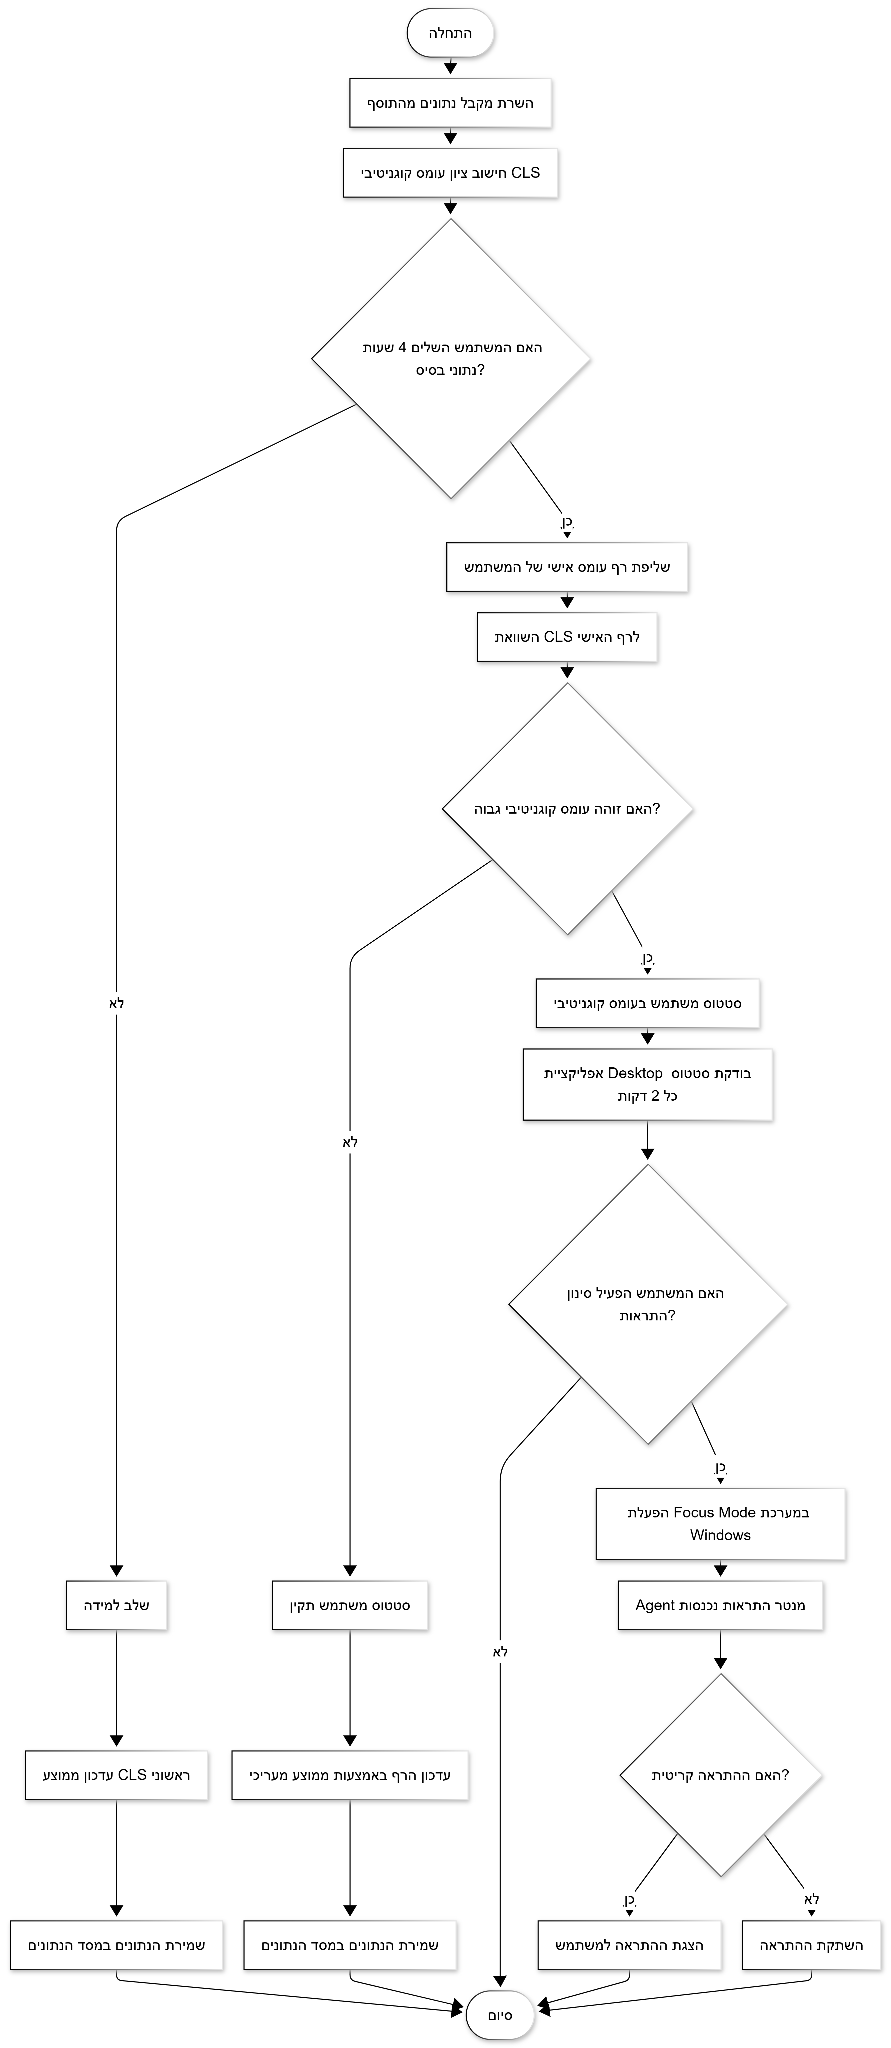 התחלה
השרת מקבל נתונים מהתוסף
חישוב ציון עומס קוגניטיבי CLS
האם המשתמש השלים 4 שעות
נתוני בסיס?
כן
שליפת רף עומס אישי של המשתמש
השוואת CLS לרף האישי
האם זוהה עומס קוגניטיבי גבוה?
כן
לא
סטטוס משתמש בעומס קוגניטיבי
אפליקציית Desktop בודקת סטטוס
כל 2 דקות
לא
האם המשתמש הפעיל סינון
התראות?
כן
הפעלת Focus Mode במערכת
Windows
שלב למידה
סטטוס משתמש תקין
Agent מנטר התראות נכנסות
לא
עדכון ממוצע CLS ראשוני
עדכון הרף באמצעות ממוצע מעריכי
האם ההתראה קריטית?
כן
לא
שמירת הנתונים במסד הנתונים
שמירת הנתונים במסד הנתונים
הצגת ההתראה למשתמש
השתקת ההתראה
סיום